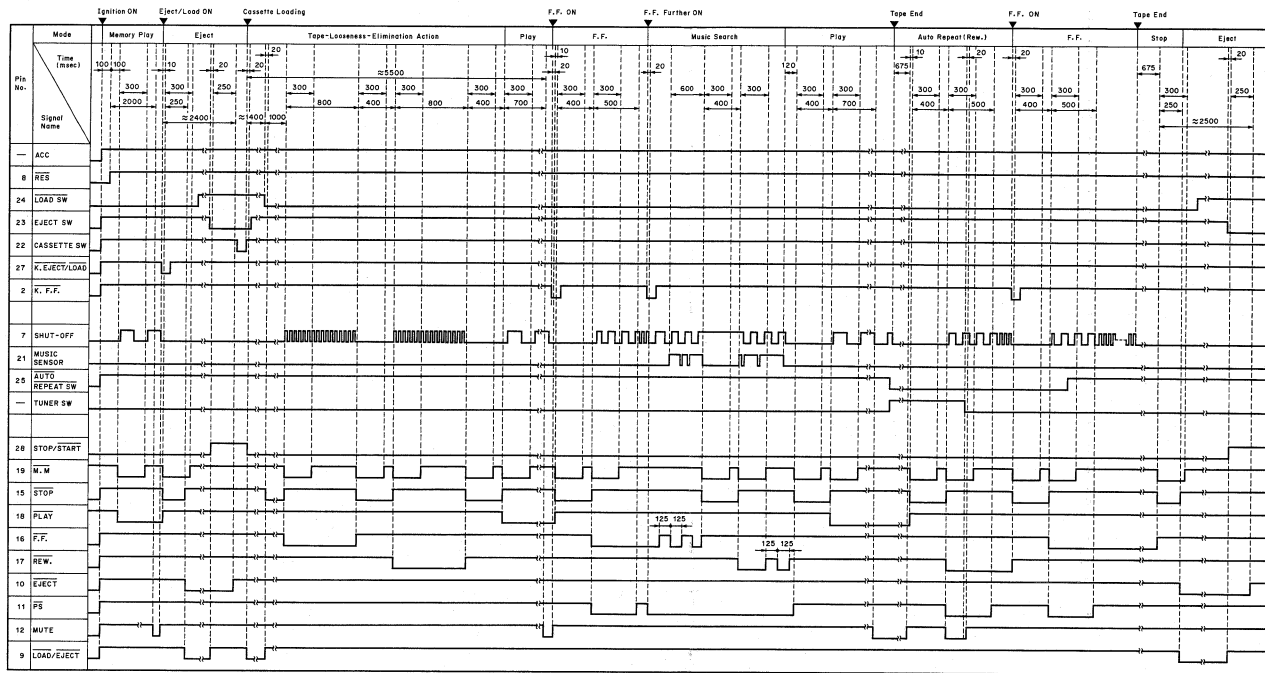 Ignition ON Eject/Load ON Cassette Loading F.F. ON F.F. Further ON Tape End F.F. ON Tape End
Mode Memory Play Eject Tape-Looseness-Elimination Action Play F.F. Music Search Play Auto Repeat (Rew.) F.F. Stop Eject
Pin No.
Time (msec)
Signal Name
20 10 20
100 100 10 20 20 ≈5500 20 20 120 675 10 20 20 675 20
300 300 250 300 300 300 300 300 600 300 300 300 300 300 300 300 250
2000 250 800 400 800 400 700 400 500 400 400 700 400 500 400 500 250
≈2400 ≈1400 1000 ≈2500
— ACC
8 RES
24 LOAD SW
23 EJECT SW
22 CASSETTE SW
27 K.EJECT/LOAD
2 K. F.F.
7 SHUT-OFF
21 MUSIC SENSOR
25 AUTO REPEAT SW
— TUNER SW
28 STOP/START
19 M.M
15 STOP
18 PLAY
125 125
16 F.F.
125 125
17 REW.
10 EJECT
11 PS
12 MUTE
9 LOAD/EJECT